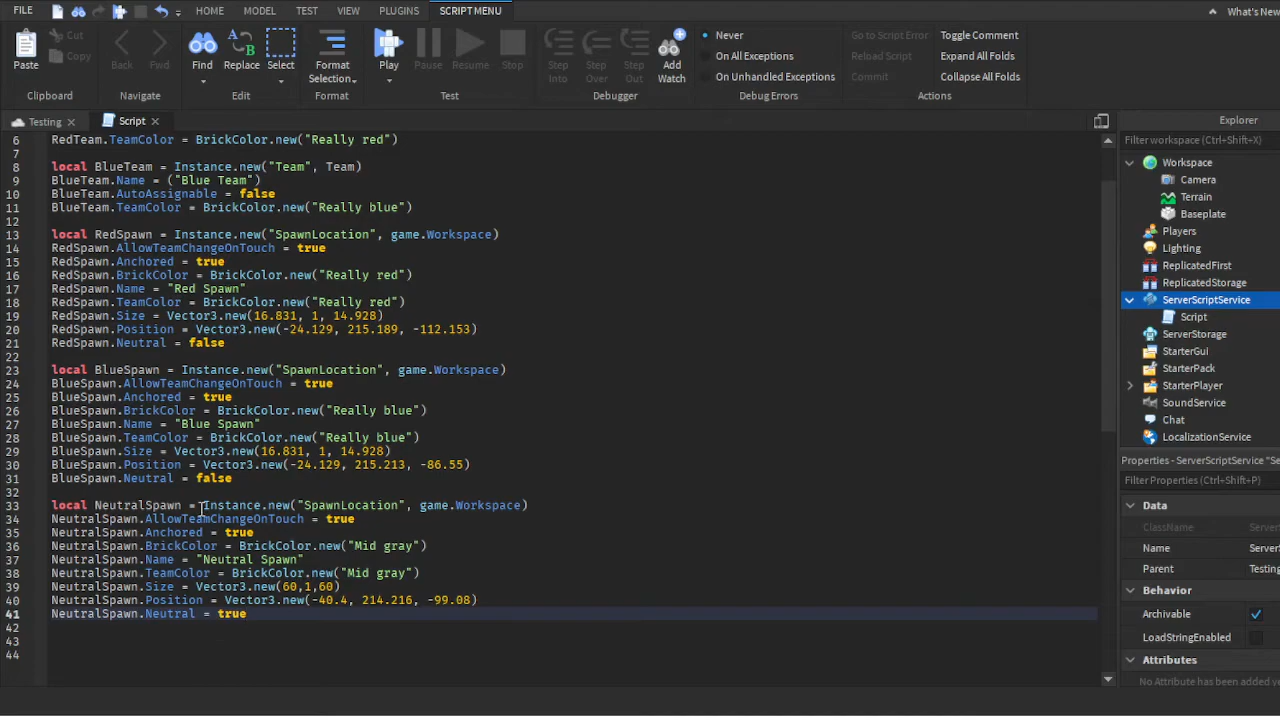 FILE HOME MODEL TEST VIEW PLUGINS SCRIPT MENU What's New
Paste Cut Copy Back Fwd Find Replace Select Format Selection Play Pause Resume Stop Step Into Step Over Step Out Add Watch
Never On All Exceptions On Unhandled Exceptions
Go to Script Error Reload Script Commit
Toggle Comment Expand All Folds Collapse All Folds
Clipboard Navigate Edit Format Test Debugger Debug Errors Actions
Testing × Script ×
6 RedTeam.TeamColor = BrickColor.new("Really red")
7
8 local BlueTeam = Instance.new("Team", Team)
9 BlueTeam.Name = ("Blue Team")
10 BlueTeam.AutoAssignable = false
11 BlueTeam.TeamColor = BrickColor.new("Really blue")
12
13 local RedSpawn = Instance.new("SpawnLocation", game.Workspace)
14 RedSpawn.AllowTeamChangeOnTouch = true
15 RedSpawn.Anchored = true
16 RedSpawn.BrickColor = BrickColor.new("Really red")
17 RedSpawn.Name = "Red Spawn"
18 RedSpawn.TeamColor = BrickColor.new("Really red")
19 RedSpawn.Size = Vector3.new(16.831, 1, 14.928)
20 RedSpawn.Position = Vector3.new(-24.129, 215.189, -112.153)
21 RedSpawn.Neutral = false
22
23 local BlueSpawn = Instance.new("SpawnLocation", game.Workspace)
24 BlueSpawn.AllowTeamChangeOnTouch = true
25 BlueSpawn.Anchored = true
26 BlueSpawn.BrickColor = BrickColor.new("Really blue")
27 BlueSpawn.Name = "Blue Spawn"
28 BlueSpawn.TeamColor = BrickColor.new("Really blue")
29 BlueSpawn.Size = Vector3.new(16.831, 1, 14.928)
30 BlueSpawn.Position = Vector3.new(-24.129, 215.213, -86.55)
31 BlueSpawn.Neutral = false
32
33 local NeutralSpawn = Instance.new("SpawnLocation", game.Workspace)
34 NeutralSpawn.AllowTeamChangeOnTouch = true
35 NeutralSpawn.Anchored = true
36 NeutralSpawn.BrickColor = BrickColor.new("Mid gray")
37 NeutralSpawn.Name = "Neutral Spawn"
38 NeutralSpawn.TeamColor = BrickColor.new("Mid gray")
39 NeutralSpawn.Size = Vector3.new(60,1,60)
40 NeutralSpawn.Position = Vector3.new(-40.4, 214.216, -99.08)
41 NeutralSpawn.Neutral = true
42
43
44
Explorer
Filter workspace (Ctrl+Shift+X)
Workspace
Camera
Terrain
Baseplate
Players
Lighting
ReplicatedFirst
ReplicatedStorage
ServerScriptService
Script
ServerStorage
StarterGui
StarterPack
StarterPlayer
SoundService
Chat
LocalizationService
Properties - ServerScriptService "Se
Filter Properties (Ctrl+Shift+P)
Data
ClassName Server
Name Server
Parent Testing
Behavior
Archivable
LoadStringEnabled
Attributes
No Attribute has been added ye